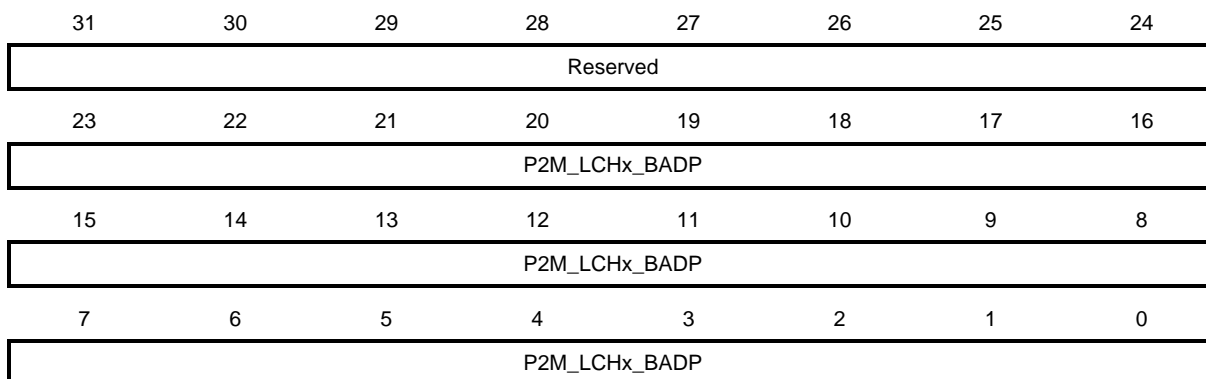 31 30 29 28 27 26 25 24
Reserved
23 22 21 20 19 18 17 16
P2M_LCHx_BADP
15 14 13 12 11 10 9 8
P2M_LCHx_BADP
7 6 5 4 3 2 1 0
P2M_LCHx_BADP